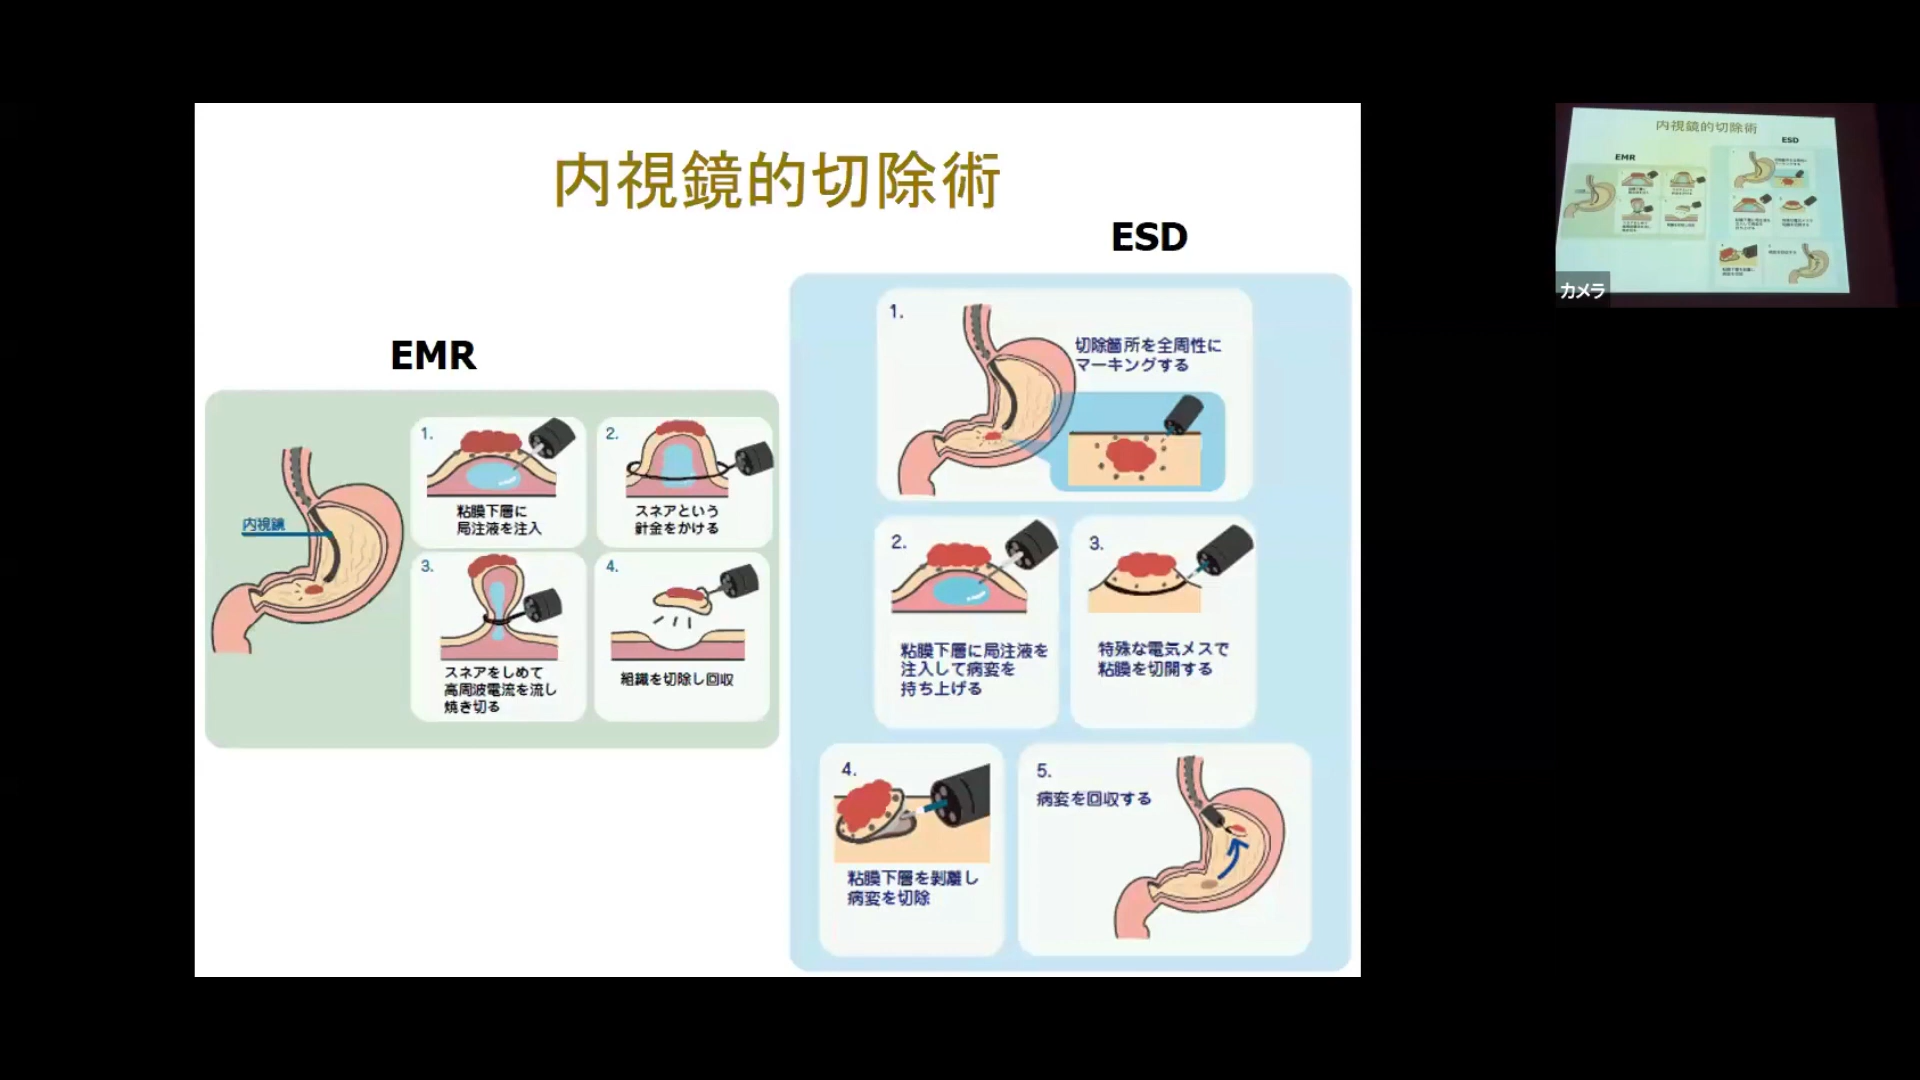 内視鏡的切除術
EMR
内視鏡
1.
粘膜下層に
局注液を注入
2.
スネアという
針金をかける
3.
スネアをしめて
高周波電流を流し
焼き切る
4.
組織を切除し回収
ESD
1.
切除箇所を全周性に
マーキングする
2.
粘膜下層に局注液を
注入して病変を
持ち上げる
3.
特殊な電気メスで
粘膜を切開する
4.
粘膜下層を剥離し
病変を切除
5.
病変を回収する
内視鏡的切除術
ESD
EMR
カメラ